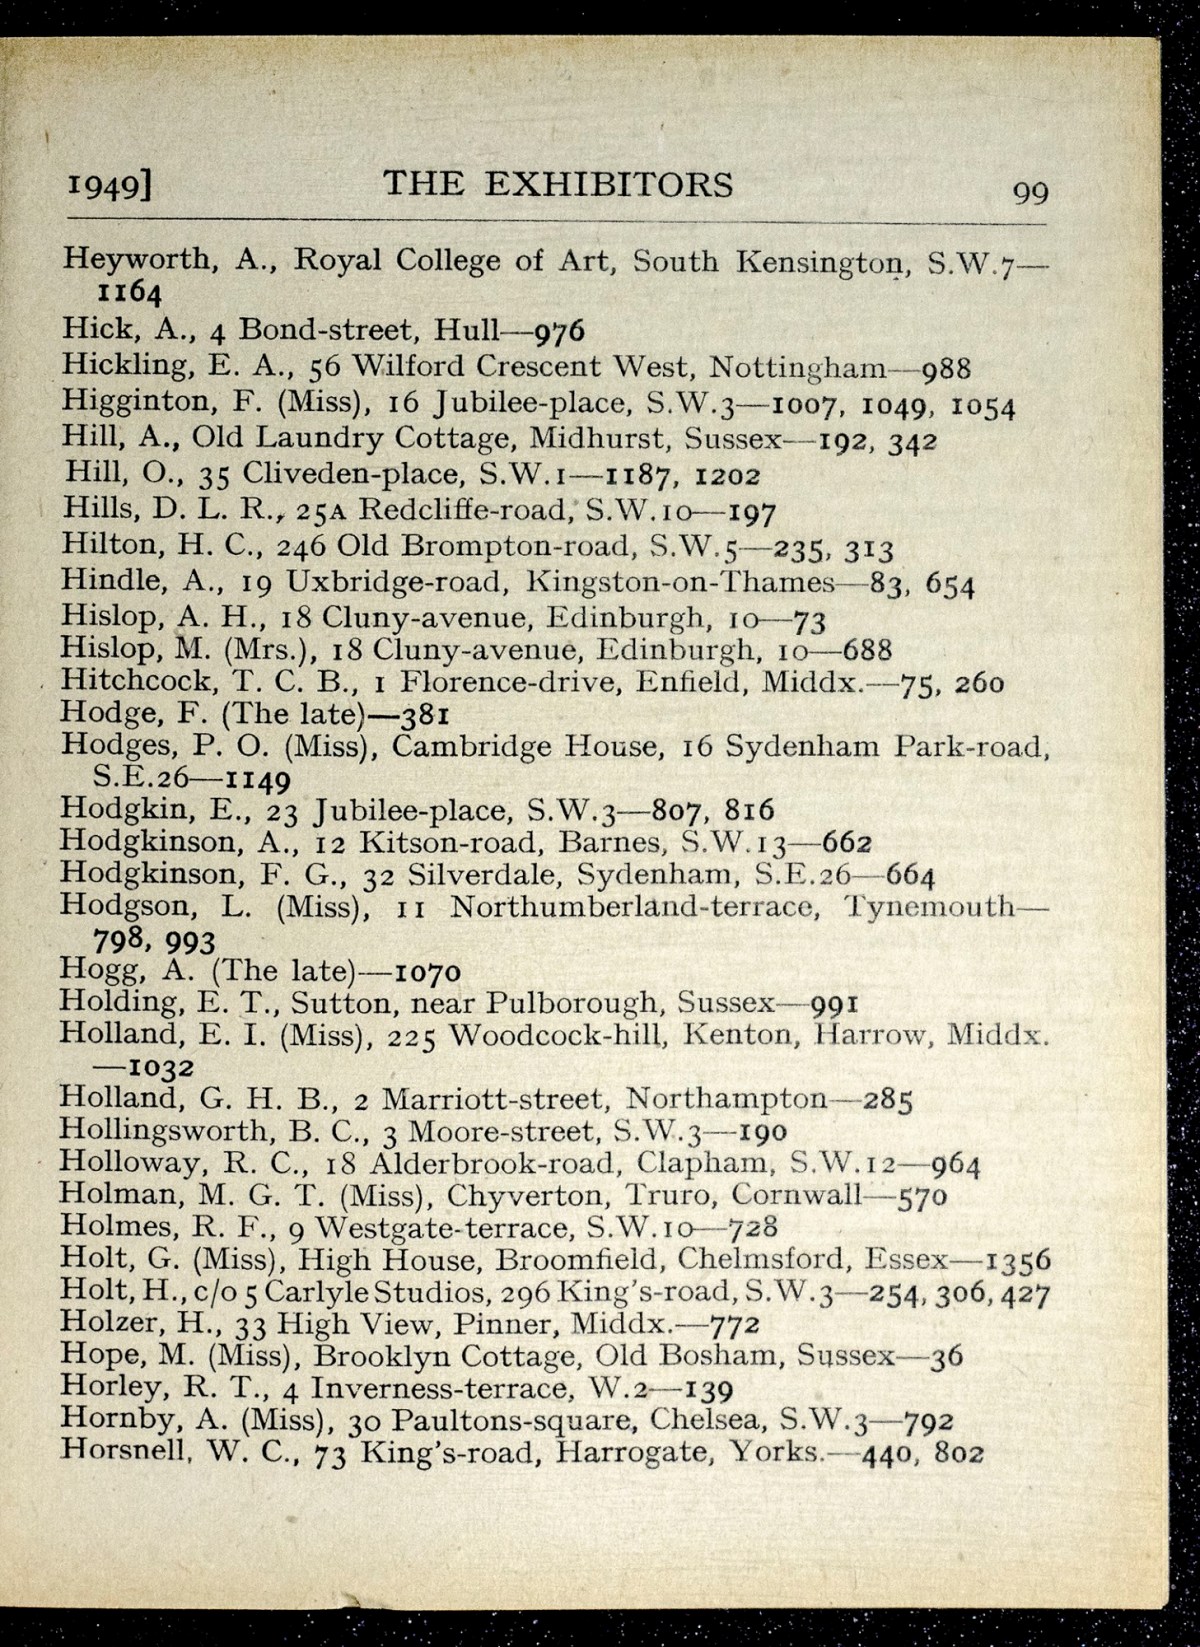 1949] THE EXHIBITORS 99
Heyworth, A., Royal College of Art, South Kensington, S.W.7—
1164
Hick, A., 4 Bond-street, Hull—976
Hickling, E. A., 56 Wilford Crescent West, Nottingham—988
Higginton, F. (Miss), 16 Jubilee-place, S.W.3—1007, 1049, 1054
Hill, A., Old Laundry Cottage, Midhurst, Sussex—192, 342
Hill, O., 35 Cliveden-place, S.W.1—1187, 1202
Hills, D. L. R., 25A Redcliffe-road, S.W.10—197
Hilton, H. C., 246 Old Brompton-road, S.W.5—235, 313
Hindle, A., 19 Uxbridge-road, Kingston-on-Thames—83, 654
Hislop, A. H., 18 Cluny-avenue, Edinburgh, 10—73
Hislop, M. (Mrs.), 18 Cluny-avenue, Edinburgh, 10—688
Hitchcock, T. C. B., 1 Florence-drive, Enfield, Middx.—75, 260
Hodge, F. (The late)—381
Hodges, P. O. (Miss), Cambridge House, 16 Sydenham Park-road,
S.E.26—1149
Hodgkin, E., 23 Jubilee-place, S.W.3—807, 816
Hodgkinson, A., 12 Kitson-road, Barnes, S.W.13—662
Hodgkinson, F. G., 32 Silverdale, Sydenham, S.E.26—664
Hodgson, L. (Miss), 11 Northumberland-terrace, Tynemouth—
798, 993
Hogg, A. (The late)—1070
Holding, E. T., Sutton, near Pulborough, Sussex—991
Holland, E. I. (Miss), 225 Woodcock-hill, Kenton, Harrow, Middx.
—1032
Holland, G. H. B., 2 Marriott-street, Northampton—285
Hollingsworth, B. C., 3 Moore-street, S.W.3—190
Holloway, R. C., 18 Alderbrook-road, Clapham, S.W.12—964
Holman, M. G. T. (Miss), Chyverton, Truro, Cornwall—570
Holmes, R. F., 9 Westgate-terrace, S.W.10—728
Holt, G. (Miss), High House, Broomfield, Chelmsford, Essex—1356
Holt, H., c/o 5 Carlyle Studios, 296 King's-road, S.W.3—254, 306, 427
Holzer, H., 33 High View, Pinner, Middx.—772
Hope, M. (Miss), Brooklyn Cottage, Old Bosham, Sussex—36
Horley, R. T., 4 Inverness-terrace, W.2—139
Hornby, A. (Miss), 30 Paultons-square, Chelsea, S.W.3—792
Horsnell, W. C., 73 King's-road, Harrogate, Yorks.—440, 802